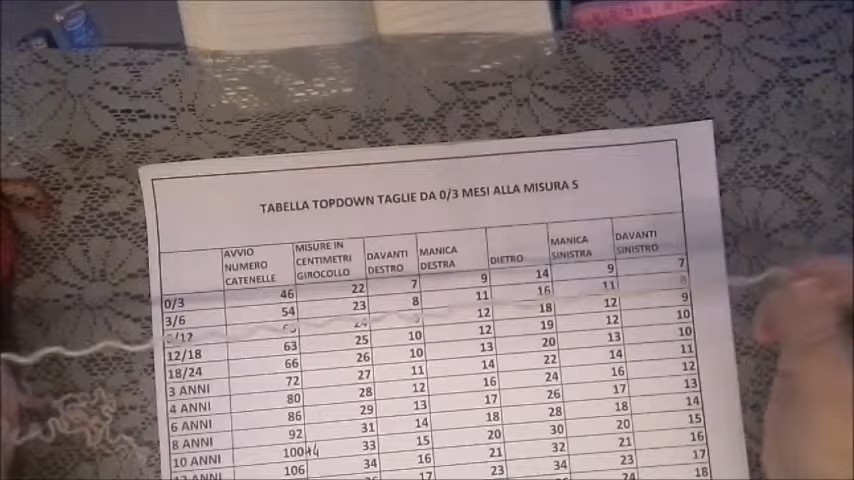 TABELLA TOPDOWN TAGLIE DA 0/3 MESI ALLA MISURA S
AVVIO NUMERO CATENELLE MISURE IN CENTIMETRI GIROCOLLO DAVANTI DESTRO MANICA DESTRA DIETRO MANICA SINISTRA DAVANTI SINISTRO
0/3 46 22 7 9 14 9 7
3/6 54 23 8 11 16 11 8
6/12 24 12 18 12 9
12/18 63 25 10 12 19 12 10
18/24 66 26 10 13 20 13 10
3 ANNI 72 27 11 14 22 14 11
4 ANNI 80 28 12 16 24 16 12
6 ANNI 86 29 13 17 26 17 13
8 ANNI 92 31 14 18 28 18 14
10 ANNI 100 33 15 20 30 20 15
106 34 16 21 32 21 16
17 23 34 23 17
24 18